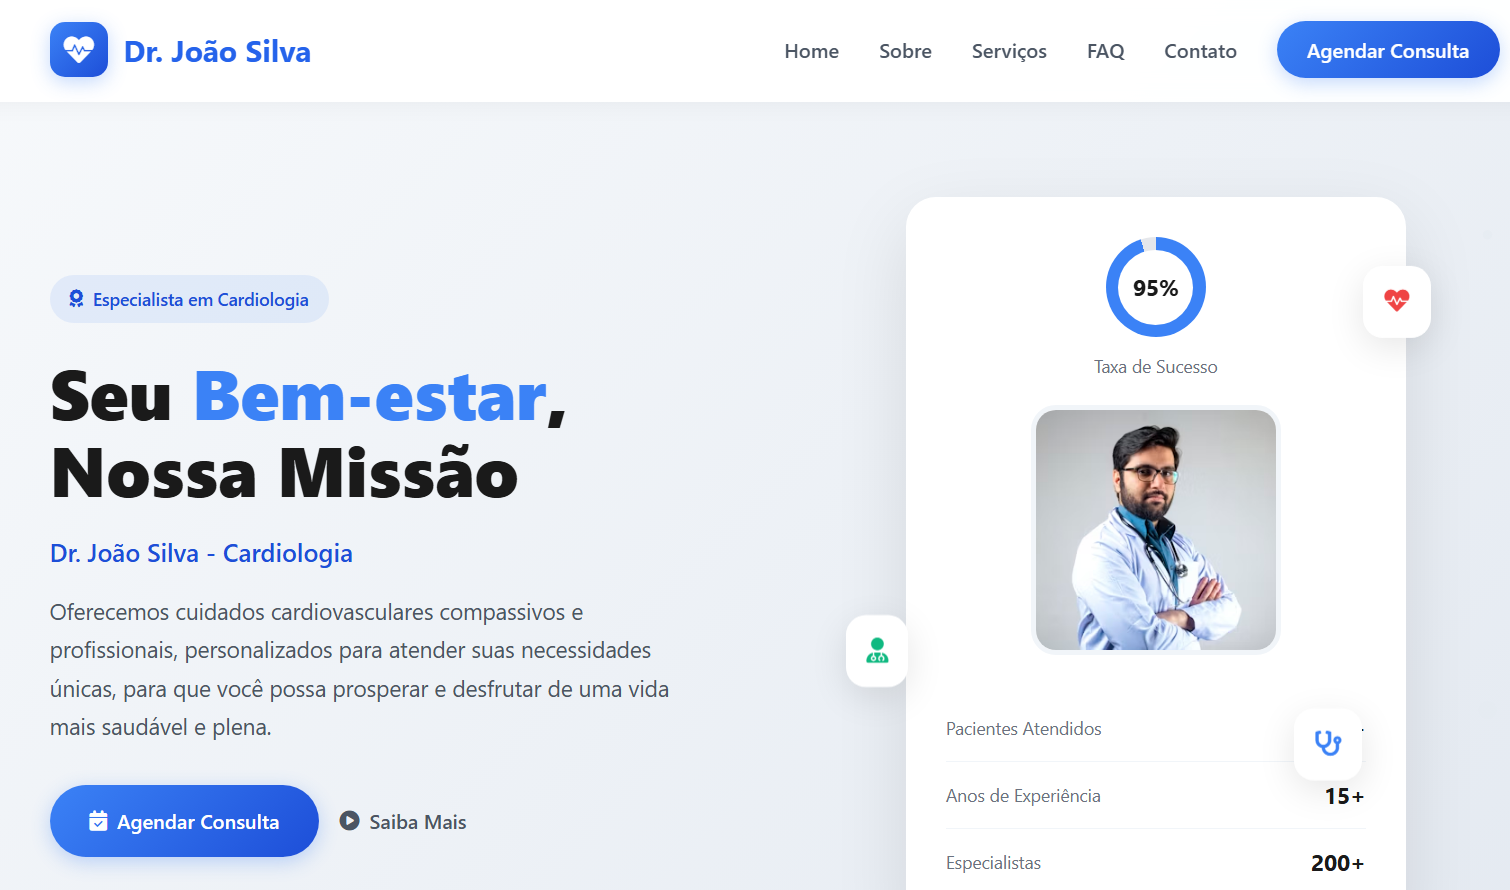 Dr. João Silva
Home
Sobre
Serviços
FAQ
Contato
Agendar Consulta
Especialista em Cardiologia
Seu Bem-estar,
Nossa Missão
Dr. João Silva - Cardiologia
Oferecemos cuidados cardiovasculares compassivos e
profissionais, personalizados para atender suas necessidades
únicas, para que você possa prosperar e desfrutar de uma vida
mais saudável e plena.
Agendar Consulta
Saiba Mais
95%
Taxa de Sucesso
Pacientes Atendidos
Anos de Experiência
15+
Especialistas
200+